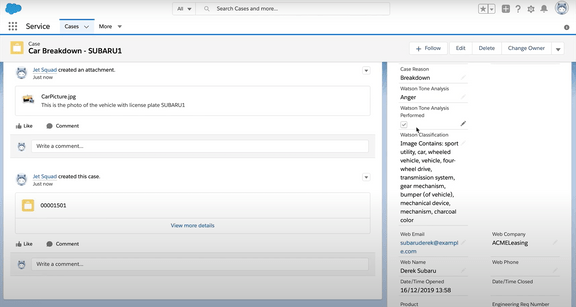 All
Search Cases and more...
Service
Cases
More
Case
Car Breakdown - SUBARU1
+ Follow
Edit
Delete
Change Owner
Jet Squad created an attachment.
Just now
CarPicture.jpg
This is the photo of the vehicle with license plate SUBARU1
Like
Comment
Write a comment...
Jet Squad created this case.
Just now
00001501
View more details
Like
Comment
Write a comment...
Case Reason
Breakdown
Watson Tone Analysis
Anger
Watson Tone Analysis
Performed
Watson Classification
Image Contains: sport
utility, car, wheeled
vehicle, vehicle, four-
wheel drive,
transmission system,
gear mechanism,
bumper (of vehicle),
mechanical device,
mechanism, charcoal
color
Web Email
subaruderek@exampl
e.com
Web Company
ACMELeasing
Web Name
Derek Subaru
Web Phone
Date/Time Opened
16/12/2019 13:58
Date/Time Closed
Product
Engineering Req Number